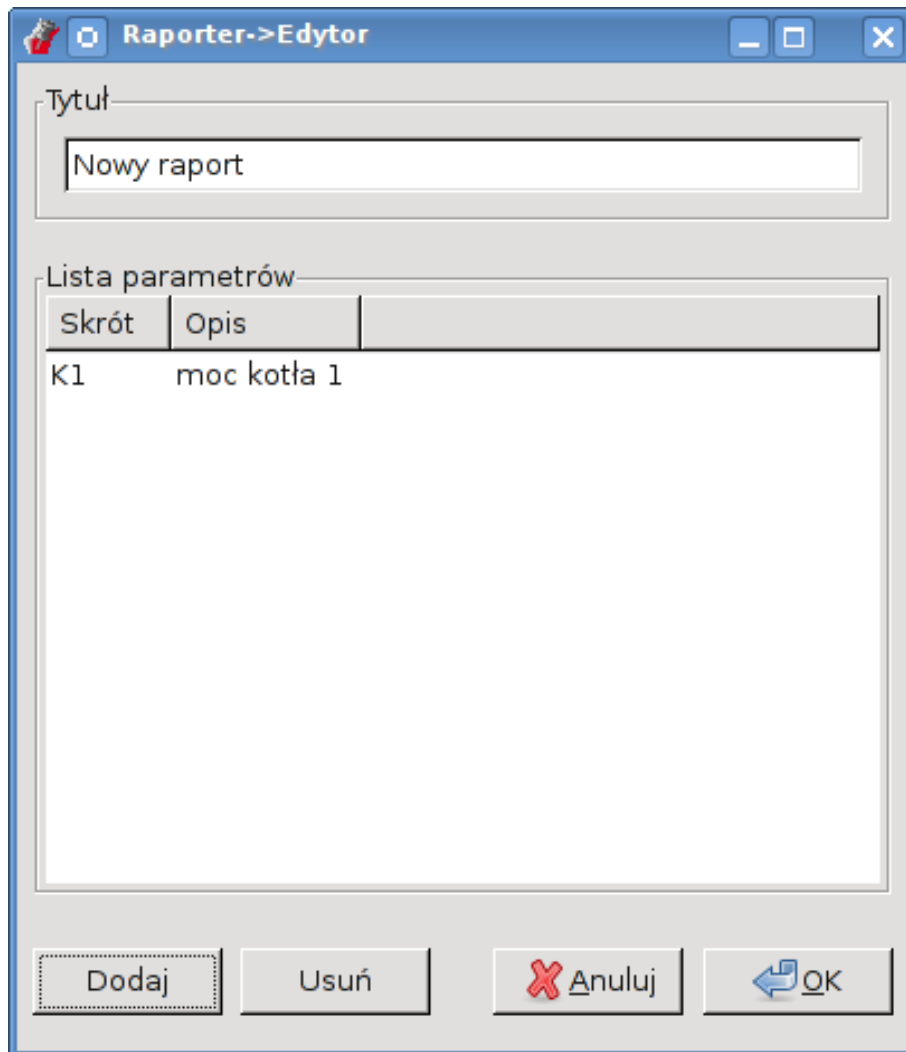 Raporter->Edytor
Tytuł
Nowy raport
Lista parametrów
Skrót Opis
K1 moc kotła 1
Dodaj Usuń Anuluj OK